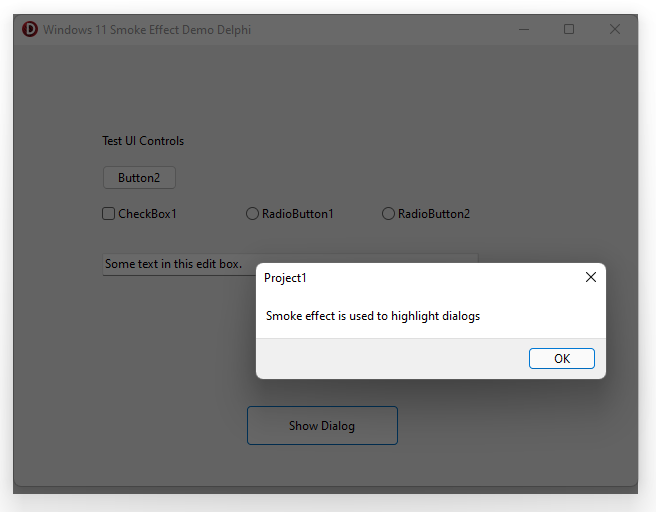 D Windows 11 Smoke Effect Demo Delphi
Test UI Controls
Button2
CheckBox1 RadioButton1 RadioButton2
Some text in this edit box.
Project1
Smoke effect is used to highlight dialogs
OK
Show Dialog